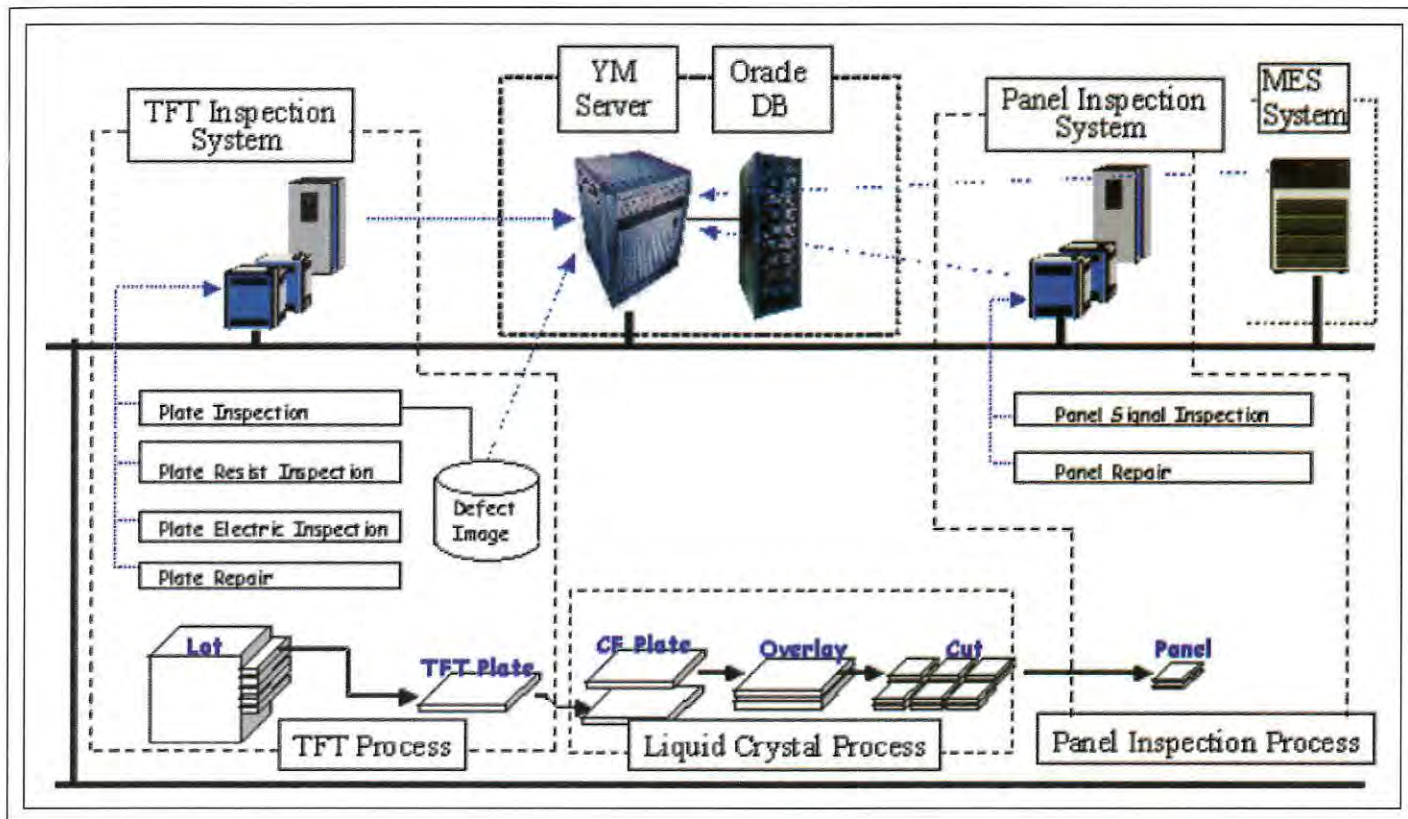 YM
Server
Oracle
DB
TFT Inspection
System
Panel Inspection
System
MES
System
Plate Inspection
Plate Resist Inspection
Plate Electric Inspection
Plate Repair
Defect
Image
Panel Signal Inspection
Panel Repair
Lot
TFT Plate
CF Plate
Overlay
Cut
Panel
TFT Process
Liquid Crystal Process
Panel Inspection Process